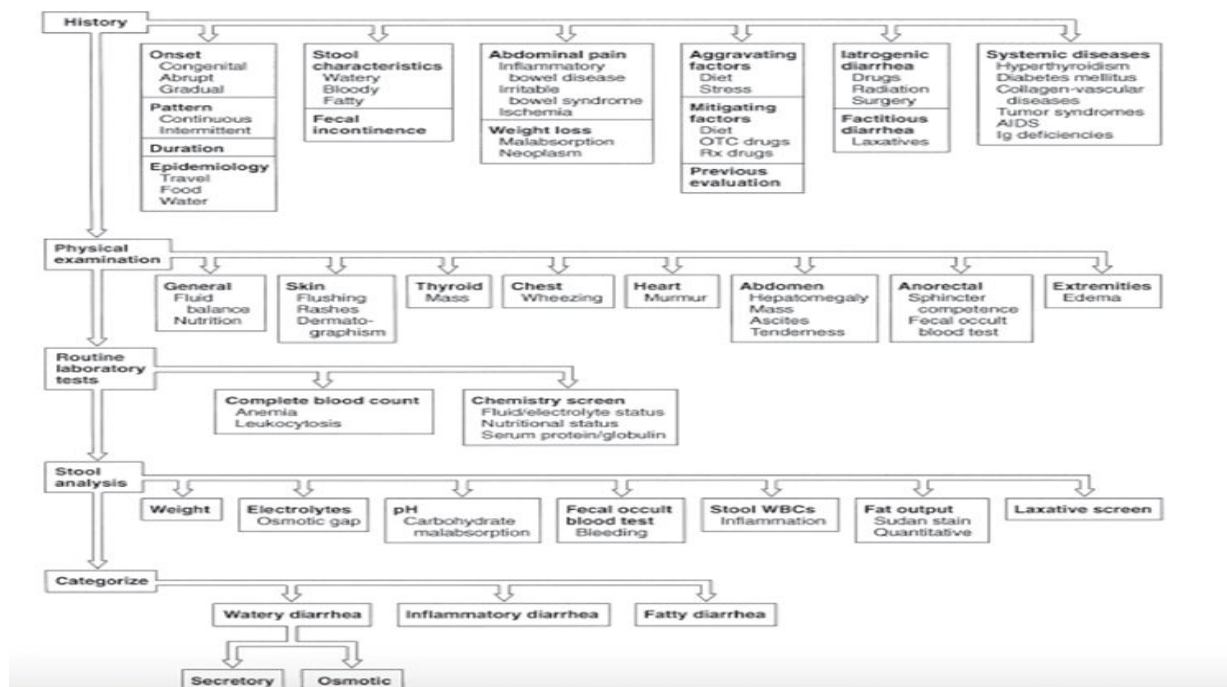 History
Onset
Congenital
Abrupt
Gradual
Pattern
Continuous
Intermittent
Duration
Epidemiology
Travel
Food
Water
Stool
characteristics
Watery
Bloody
Fatty
Fecal
incontinence
Abdominal pain
Inflammatory
bowel disease
Irritable
bowel syndrome
Ischemia
Weight loss
Malabsorption
Neoplasm
Aggravating
factors
Diet
Stress
Mitigating
factors
Diet
OTC drugs
Rx drugs
Previous
evaluation
Iatrogenic
diarrhea
Drugs
Radiation
Surgery
Factitious
diarrhea
Laxatives
Systemic diseases
Hyperthyroidism
Diabetes mellitus
Collagen-vascular
diseases
Tumor syndromes
AIDS
Ig deficiencies
Physical
examination
General
Fluid
balance
Nutrition
Skin
Flushing
Rashes
Dermato-
graphism
Thyroid
Mass
Chest
Wheezing
Heart
Murmur
Abdomen
Hepatomegaly
Mass
Ascites
Tenderness
Anorectal
Sphincter
competence
Fecal occult
blood test
Extremities
Edema
Routine
laboratory
tests
Complete blood count
Anemia
Leukocytosis
Chemistry screen
Fluid/electrolyte status
Nutritional status
Serum protein/globulin
Stool
analysis
Weight
Electrolytes
Osmotic gap
pH
Carbohydrate
malabsorption
Fecal occult
blood test
Bleeding
Stool WBCs
Inflammation
Fat output
Sudan stain
Quantitative
Laxative screen
Categorize
Watery diarrhea
Inflammatory diarrhea
Fatty diarrhea
Secretory
Osmotic